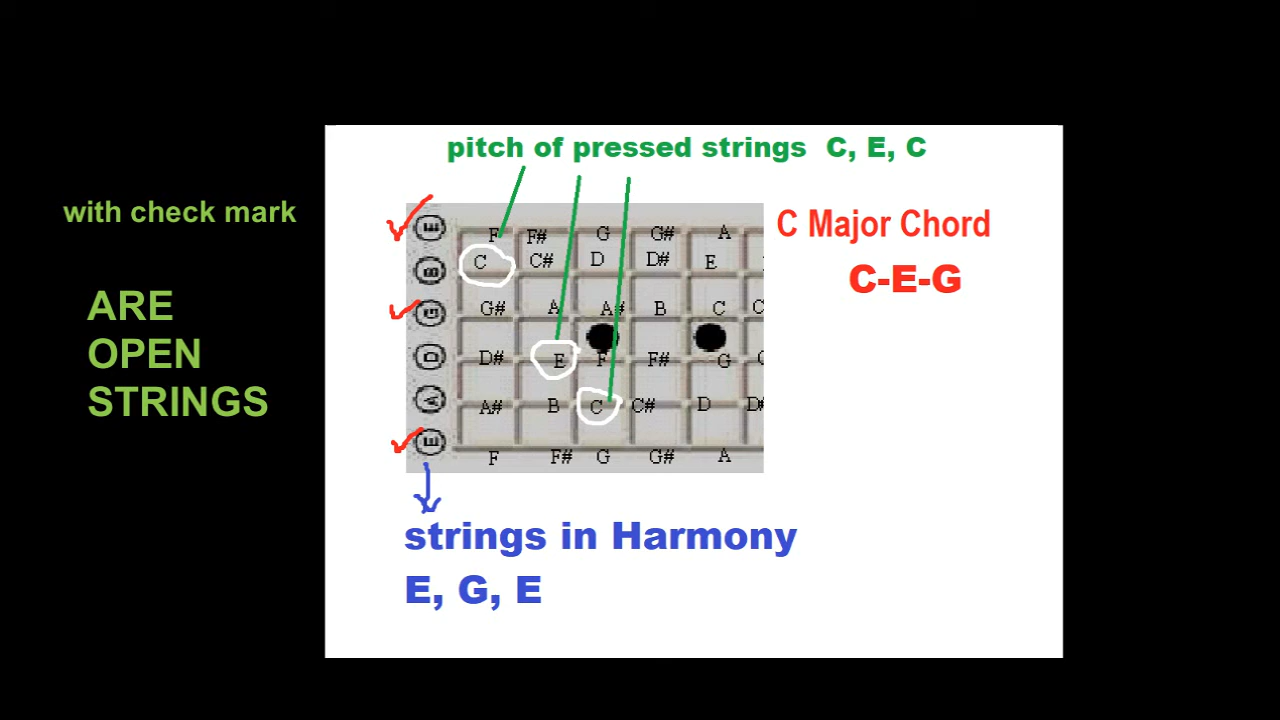 pitch of pressed strings C, E, C
with check mark
ARE
OPEN
STRINGS
C Major Chord
C-E-G
E F F# G G# A
B C C# D D# E
G G# A A# B C C
D D# E F F# G
A A# B C C# D D#
E F F# G G# A
strings in Harmony
E, G, E